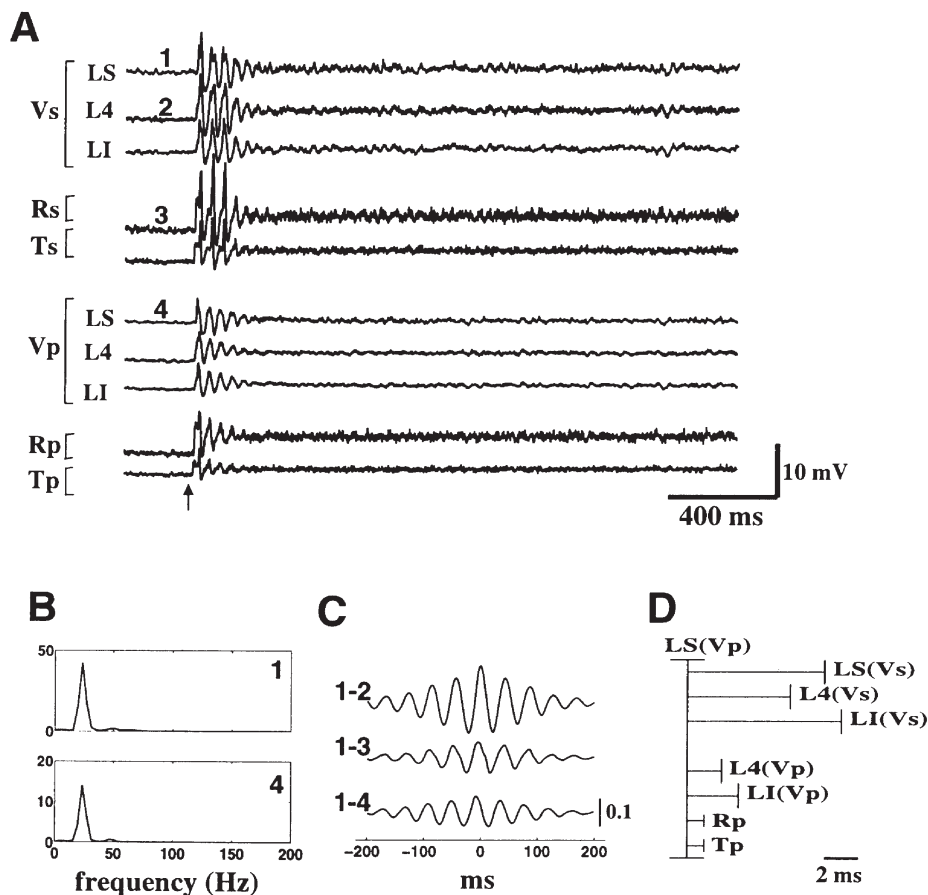 A
Vs
LS
1
L4
2
LI
Rs
3
Ts
Vp
LS
4
L4
LI
Rp
Tp
10 mV
400 ms
B
50
0
1
20
10
0
4
0 50 100 150 200
frequency (Hz)
C
1-2
1-3
1-4
0.1
-200 -100 0 100 200
ms
D
LS(Vp)
LS(Vs)
L4(Vs)
LI(Vs)
L4(Vp)
LI(Vp)
Rp
Tp
2 ms